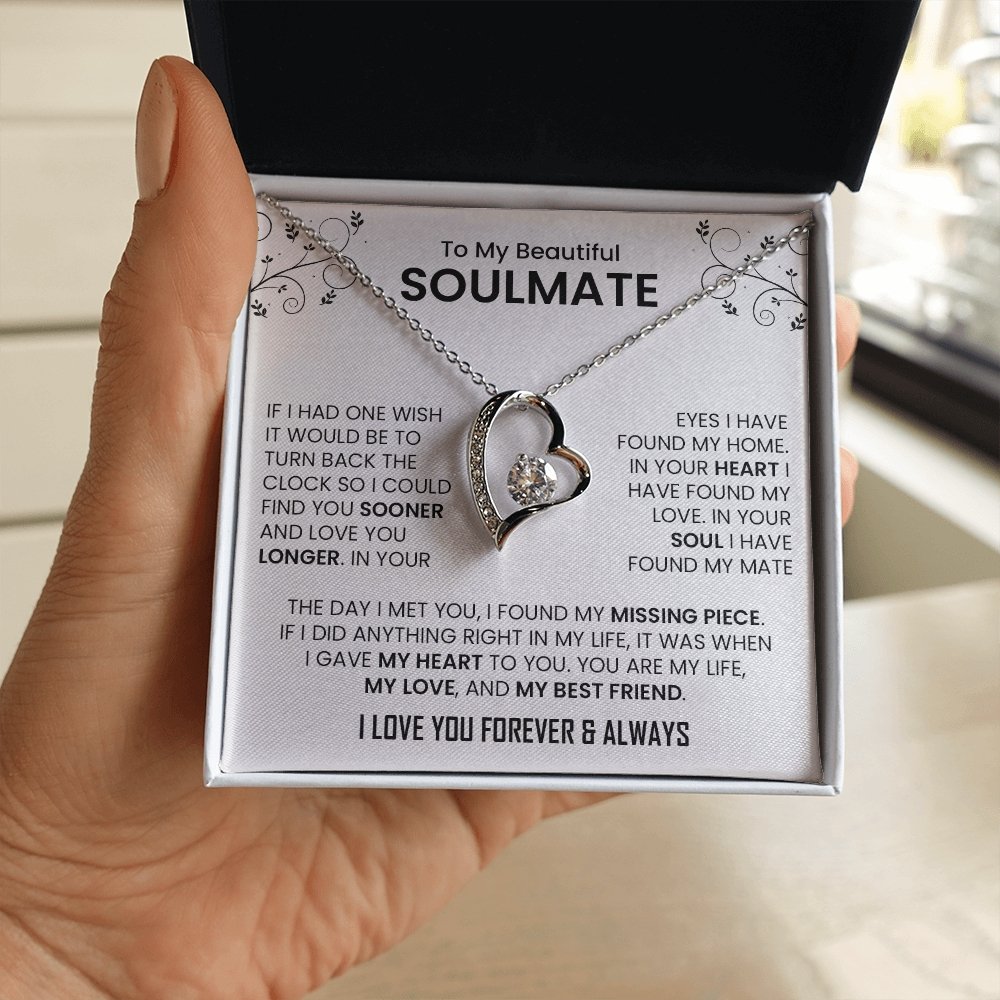 To My Beautiful
SOULMATE
IF I HAD ONE WISH
IT WOULD BE TO
TURN BACK THE
CLOCK SO I COULD
FIND YOU SOONER
AND LOVE YOU
LONGER. IN YOUR
EYES I HAVE
FOUND MY HOME.
IN YOUR HEART I
HAVE FOUND MY
LOVE. IN YOUR
SOUL I HAVE
FOUND MY MATE
THE DAY I MET YOU, I FOUND MY MISSING PIECE.
IF I DID ANYTHING RIGHT IN MY LIFE, IT WAS WHEN
I GAVE MY HEART TO YOU. YOU ARE MY LIFE,
MY LOVE, AND MY BEST FRIEND.
I LOVE YOU FOREVER & ALWAYS